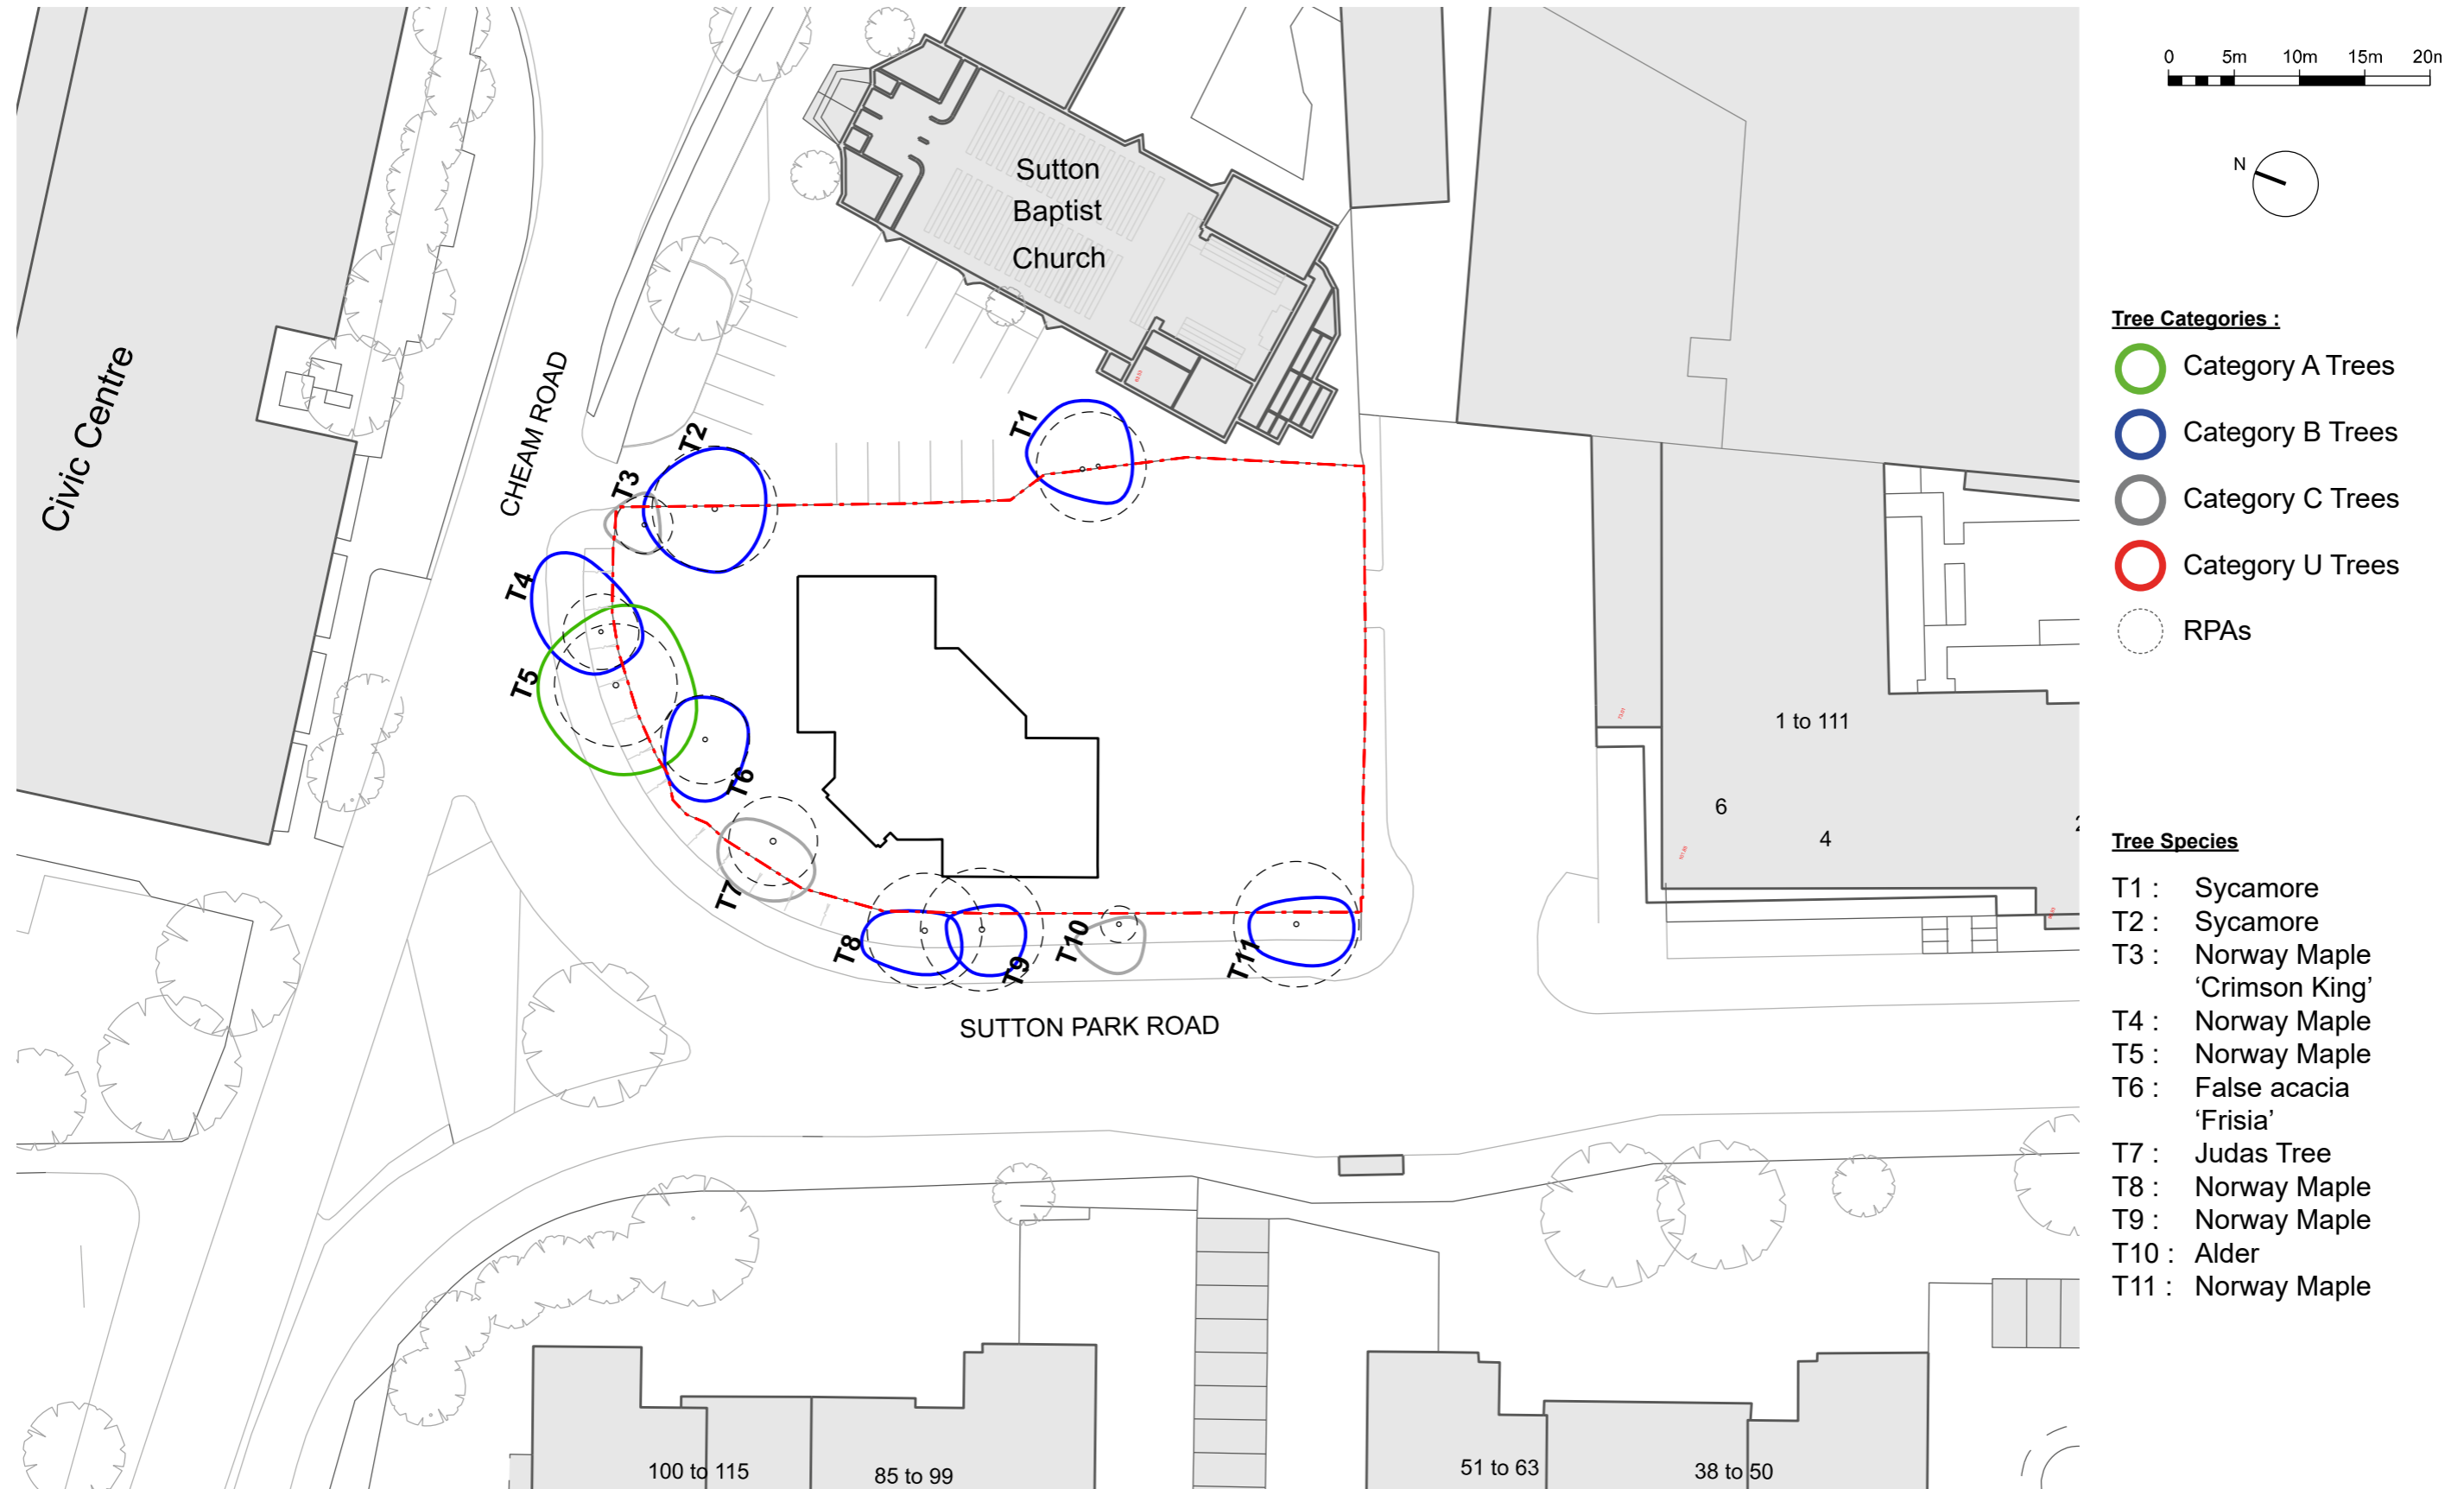 Civic Centre
CHEAM ROAD
Sutton
Baptist
Church
T1
T2
T3
T4
T5
T6
T7
T8
T9
T10
T11
SUTTON PARK ROAD
1 to 111
6
4
2
100 to 115
85 to 99
51 to 63
38 to 50
0 5m 10m 15m 20m
N
Tree Categories :
Category A Trees
Category B Trees
Category C Trees
Category U Trees
RPAs
Tree Species
T1 : Sycamore
T2 : Sycamore
T3 : Norway Maple
‘Crimson King’
T4 : Norway Maple
T5 : Norway Maple
T6 : False acacia
‘Frisia’
T7 : Judas Tree
T8 : Norway Maple
T9 : Norway Maple
T10 : Alder
T11 : Norway Maple